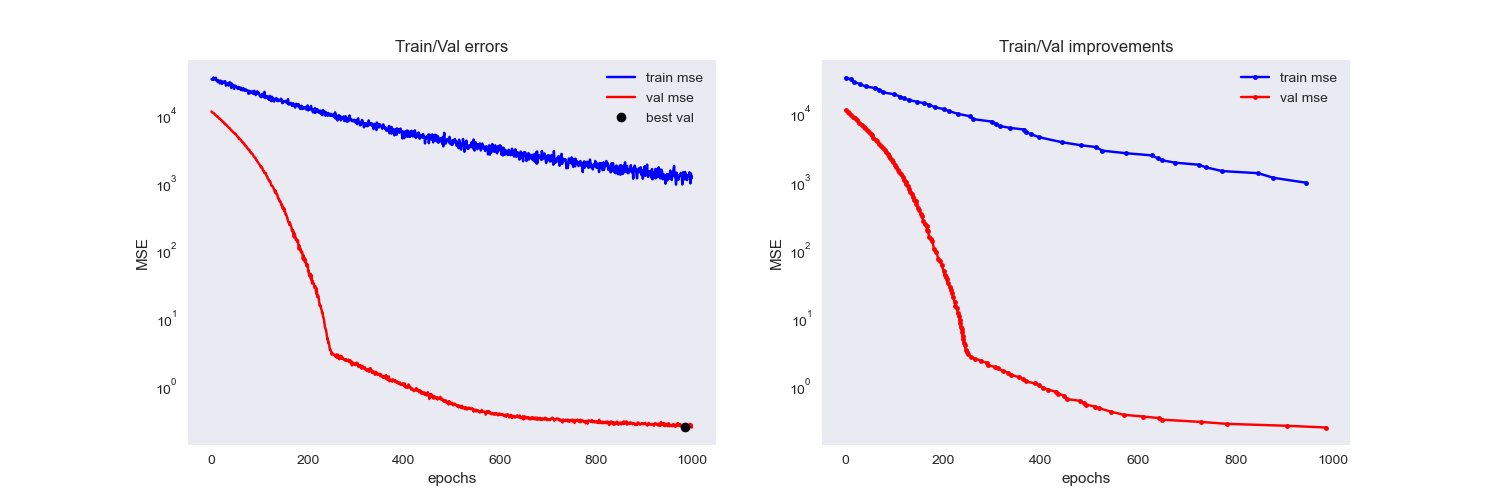 Train/Val errors
train mse
val mse
best val
10^4
10^3
10^2
10^1
10^0
MSE
0 200 400 600 800 1000
epochs
Train/Val improvements
train mse
val mse
10^4
10^3
10^2
10^1
10^0
MSE
0 200 400 600 800 1000
epochs